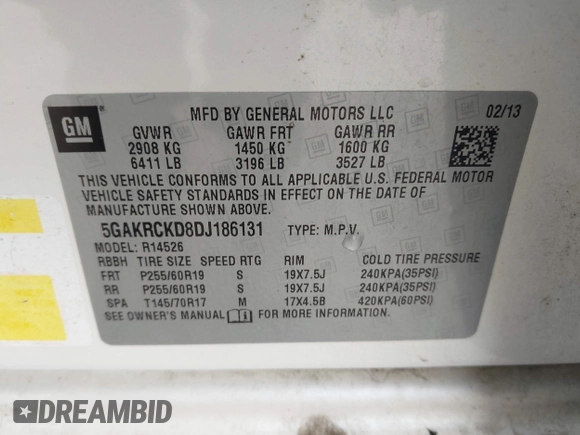 GM
MFD BY GENERAL MOTORS LLC 02/13
GVWR GAWR FRT GAWR RR
2908 KG 1450 KG 1600 KG
6411 LB 3196 LB 3527 LB
THIS VEHICLE CONFORMS TO ALL APPLICABLE U.S. FEDERAL MOTOR
VEHICLE SAFETY STANDARDS IN EFFECT ON THE DATE OF
MANUFACTURE SHOWN ABOVE.
5GAKRCKD8DJ186131 TYPE: M.P.V.
MODEL: R14526
RBBH TIRE SIZE SPEED RTG RIM COLD TIRE PRESSURE
FRT P255/60R19 S 19X7.5J 240KPA(35PSI)
RR P255/60R19 S 19X7.5J 240KPA(35PSI)
SPA T145/70R17 M 17X4.5B 420KPA(60PSI)
SEE OWNER'S MANUAL FOR MORE INFORMATION.
DREAMBID